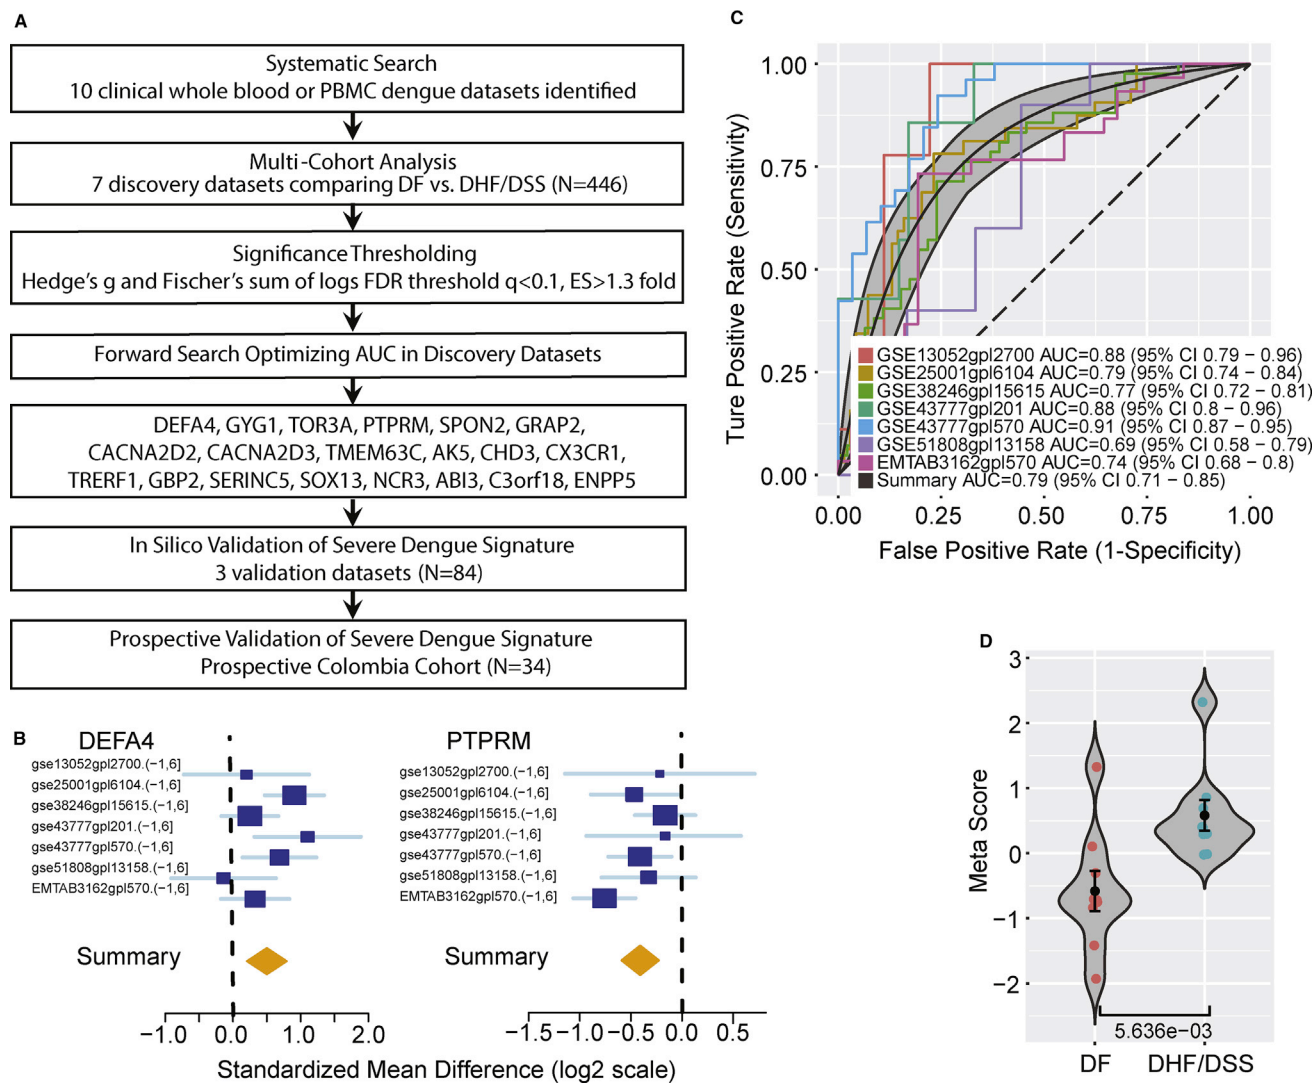 A
Systematic Search
10 clinical whole blood or PBMC dengue datasets identified
Multi-Cohort Analysis
7 discovery datasets comparing DF vs. DHF/DSS (N=446)
Significance Thresholding
Hedge's g and Fischer's sum of logs FDR threshold q<0.1, ES>1.3 fold
Forward Search Optimizing AUC in Discovery Datasets
DEFA4, GYG1, TOR3A, PTPRM, SPON2, GRAP2,
CACNA2D2, CACNA2D3, TMEM63C, AK5, CHD3, CX3CR1,
TRERF1, GBP2, SERINC5, SOX13, NCR3, ABI3, C3orf18, ENPP5
In Silico Validation of Severe Dengue Signature
3 validation datasets (N=84)
Prospective Validation of Severe Dengue Signature
Prospective Colombia Cohort (N=34)
B
DEFA4
gse13052gpl2700.(−1,6]
gse25001gpl6104.(−1,6]
gse38246gpl15615.(−1,6]
gse43777gpl201.(−1,6]
gse43777gpl570.(−1,6]
gse51808gpl13158.(−1,6]
EMTAB3162gpl570.(−1,6]
Summary
−1.0 0.0 1.0 2.0
PTPRM
gse13052gpl2700.(−1,6]
gse25001gpl6104.(−1,6]
gse38246gpl15615.(−1,6]
gse43777gpl201.(−1,6]
gse43777gpl570.(−1,6]
gse51808gpl13158.(−1,6]
EMTAB3162gpl570.(−1,6]
Summary
−1.5 −1.0 −0.5 0.0 0.5
Standardized Mean Difference (log2 scale)
C
Ture Positive Rate (Sensitivity)
1.00
0.75
0.50
0.25
0.00
GSE13052gpl2700 AUC=0.88 (95% CI 0.79 − 0.96)
GSE25001gpl6104 AUC=0.79 (95% CI 0.74 − 0.84)
GSE38246gpl15615 AUC=0.77 (95% CI 0.72 − 0.81)
GSE43777gpl201 AUC=0.88 (95% CI 0.8 − 0.96)
GSE43777gpl570 AUC=0.91 (95% CI 0.87 − 0.95)
GSE51808gpl13158 AUC=0.69 (95% CI 0.58 − 0.79)
EMTAB3162gpl570 AUC=0.74 (95% CI 0.68 − 0.8)
Summary AUC=0.79 (95% CI 0.71 − 0.85)
0.00 0.25 0.50 0.75 1.00
False Positive Rate (1-Specificity)
D
Meta Score
3
2
1
0
−1
−2
5.636e−03
DF DHF/DSS